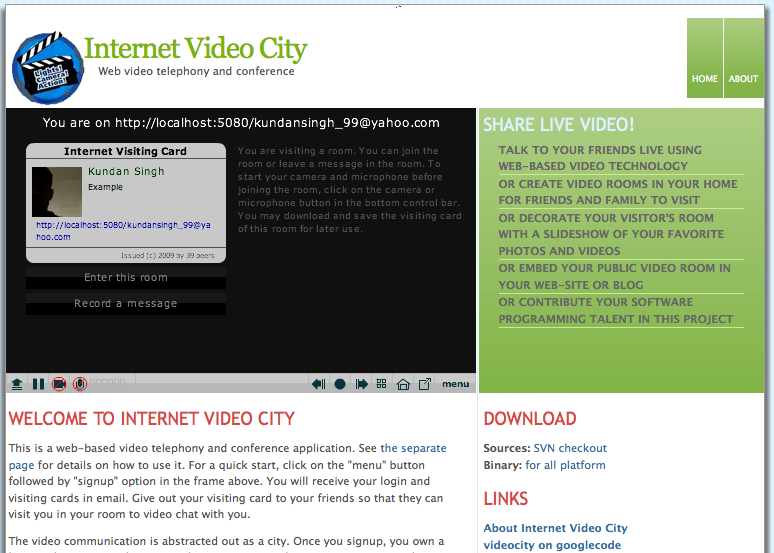 Lights!
Camera!
Action!
Internet Video City
Web video telephony and conference
HOME
ABOUT
You are on http://localhost:5080/kundansingh_99@yahoo.com
Internet Visiting Card
Kundan Singh
Example
http://localhost:5080/kundansingh_99@ya
hoo.com
Issued (c) 2009 by 39 peers
Enter this room
Record a message
You are visiting a room. You can join the
room or leave a message in the room. To
start your camera and microphone before
joining the room, click on the camera or
microphone button in the bottom control bar.
You may download and save the visiting card
of this room for later use.
menu
SHARE LIVE VIDEO!
TALK TO YOUR FRIENDS LIVE USING
WEB-BASED VIDEO TECHNOLOGY
OR CREATE VIDEO ROOMS IN YOUR HOME
FOR FRIENDS AND FAMILY TO VISIT
OR DECORATE YOUR VISITOR'S ROOM
WITH A SLIDESHOW OF YOUR FAVORITE
PHOTOS AND VIDEOS
OR EMBED YOUR PUBLIC VIDEO ROOM IN
YOUR WEB-SITE OR BLOG
OR CONTRIBUTE YOUR SOFTWARE
PROGRAMMING TALENT IN THIS PROJECT
WELCOME TO INTERNET VIDEO CITY
This is a web-based video telephony and conference application. See the separate
page for details on how to use it. For a quick start, click on the "menu" button
followed by "signup" option in the frame above. You will receive your login and
visiting cards in email. Give out your visiting card to your friends so that they can
visit you in your room to video chat with you.
The video communication is abstracted out as a city. Once you signup, you own a
DOWNLOAD
Sources: SVN checkout
Binary: for all platform
LINKS
About Internet Video City
videocity on googlecode